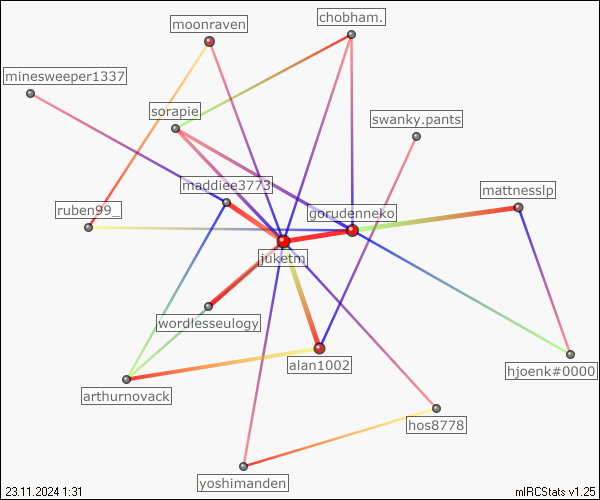 chobham.
moonraven
minesweeper1337
sorapie
swanky.pants
maddiee3773
mattnesslp
ruben99_
goudenneko
juketm
wordlesseulogy
alan1002
hjoenk#0000
arthurnovack
hos8778
yoshimanden
23.11.2024 1:31
mIRCStats v1.25